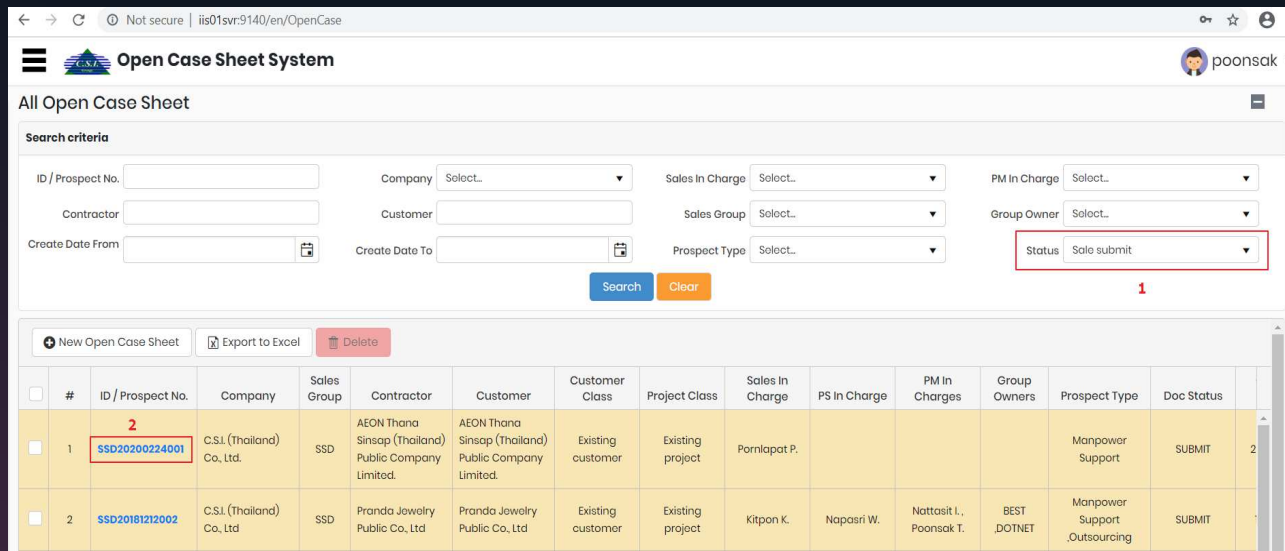 Not secure | iis01svr:9140/en/OpenCase
C.S.I. Open Case Sheet System poonsak
All Open Case Sheet
Search criteria
ID / Prospect No. Company Select... Sales In Charge Select... PM In Charge Select...
Contractor Customer Sales Group Select... Group Owner Select...
Create Date From Create Date To Prospect Type Select... Status Sale submit
Search Clear 1
New Open Case Sheet Export to Excel Delete
# ID / Prospect No. Company Sales Group Contractor Customer Customer Class Project Class Sales In Charge PS In Charge PM In Charges Group Owners Prospect Type Doc Status
2
1 SSD20200224001 C.S.I. (Thailand) Co., Ltd. SSD AEON Thana Sinsap (Thailand) Public Company Limited. AEON Thana Sinsap (Thailand) Public Company Limited. Existing customer Existing project Pornlapat P. Manpower Support SUBMIT 2
2 SSD20181212002 C.S.I. (Thailand) Co., Ltd SSD Pranda Jewelry Public Co., Ltd Pranda Jewelry Public Co., Ltd Existing customer Existing project Kitpon K. Napasri W. Nattasit I. , Poonsak T. BEST ,DOTNET Manpower Support ,Outsourcing SUBMIT